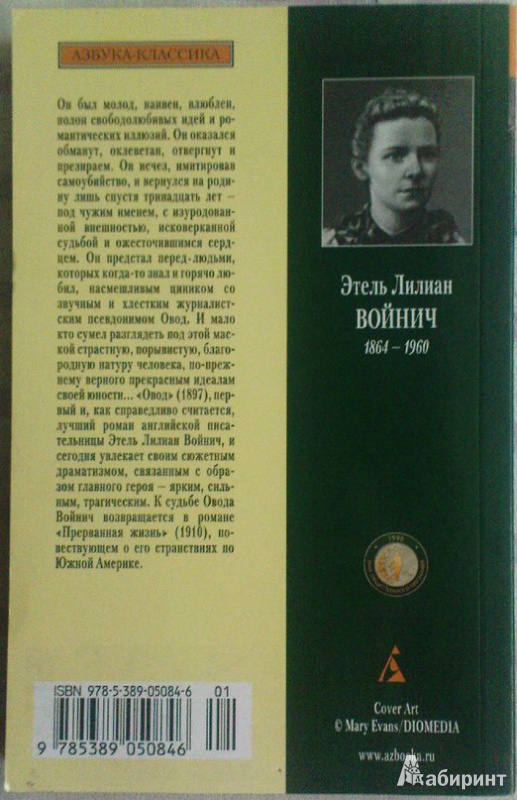 АЗБУКА-КЛАССИКА
Он был молод, наивен, влюблен,
полон свободолюбивых идей и ро-
мантических иллюзий. Он оказался
обманут, оклеветан, отвергнут и
презираем. Он исчез, имитировав
самоубийство, и вернулся на роди-
ну лишь спустя тринадцать лет –
под чужим именем, с изуродован-
ной внешностью, исковерканной
судьбой и ожесточившимся серд-
цем. Он предстал перед людьми,
которых когда-то знал и горячо лю-
бил, насмешливым циником со
звучным и хлестким журналист-
ским псевдонимом Овод. И мало
кто сумел разглядеть под этой мас-
кой страстную, порывистую, благо-
родную натуру человека, по-преж-
нему верного прекрасным идеалам
своей юности... «Овод» (1897), пер-
вый и, как справедливо считается,
лучший роман английской писа-
тельницы Этель Лилиан Войнич, и
сегодня увлекает своим сюжетным
драматизмом, связанным с обра-
зом главного героя – ярким, силь-
ным, трагическим. К судьбе Овода
Войнич возвращается в романе
«Прерванная жизнь» (1910), по-
вествующем о его странствиях по
Южной Америке.
ISBN 978-5-389-05084-6
01
9 785389 050846
Этель Лилиан
ВОЙНИЧ
1864 – 1960
1995
Cover Art
© Mary Evans/DIOMEDIA
www.azbooka.ru
Лабиринт